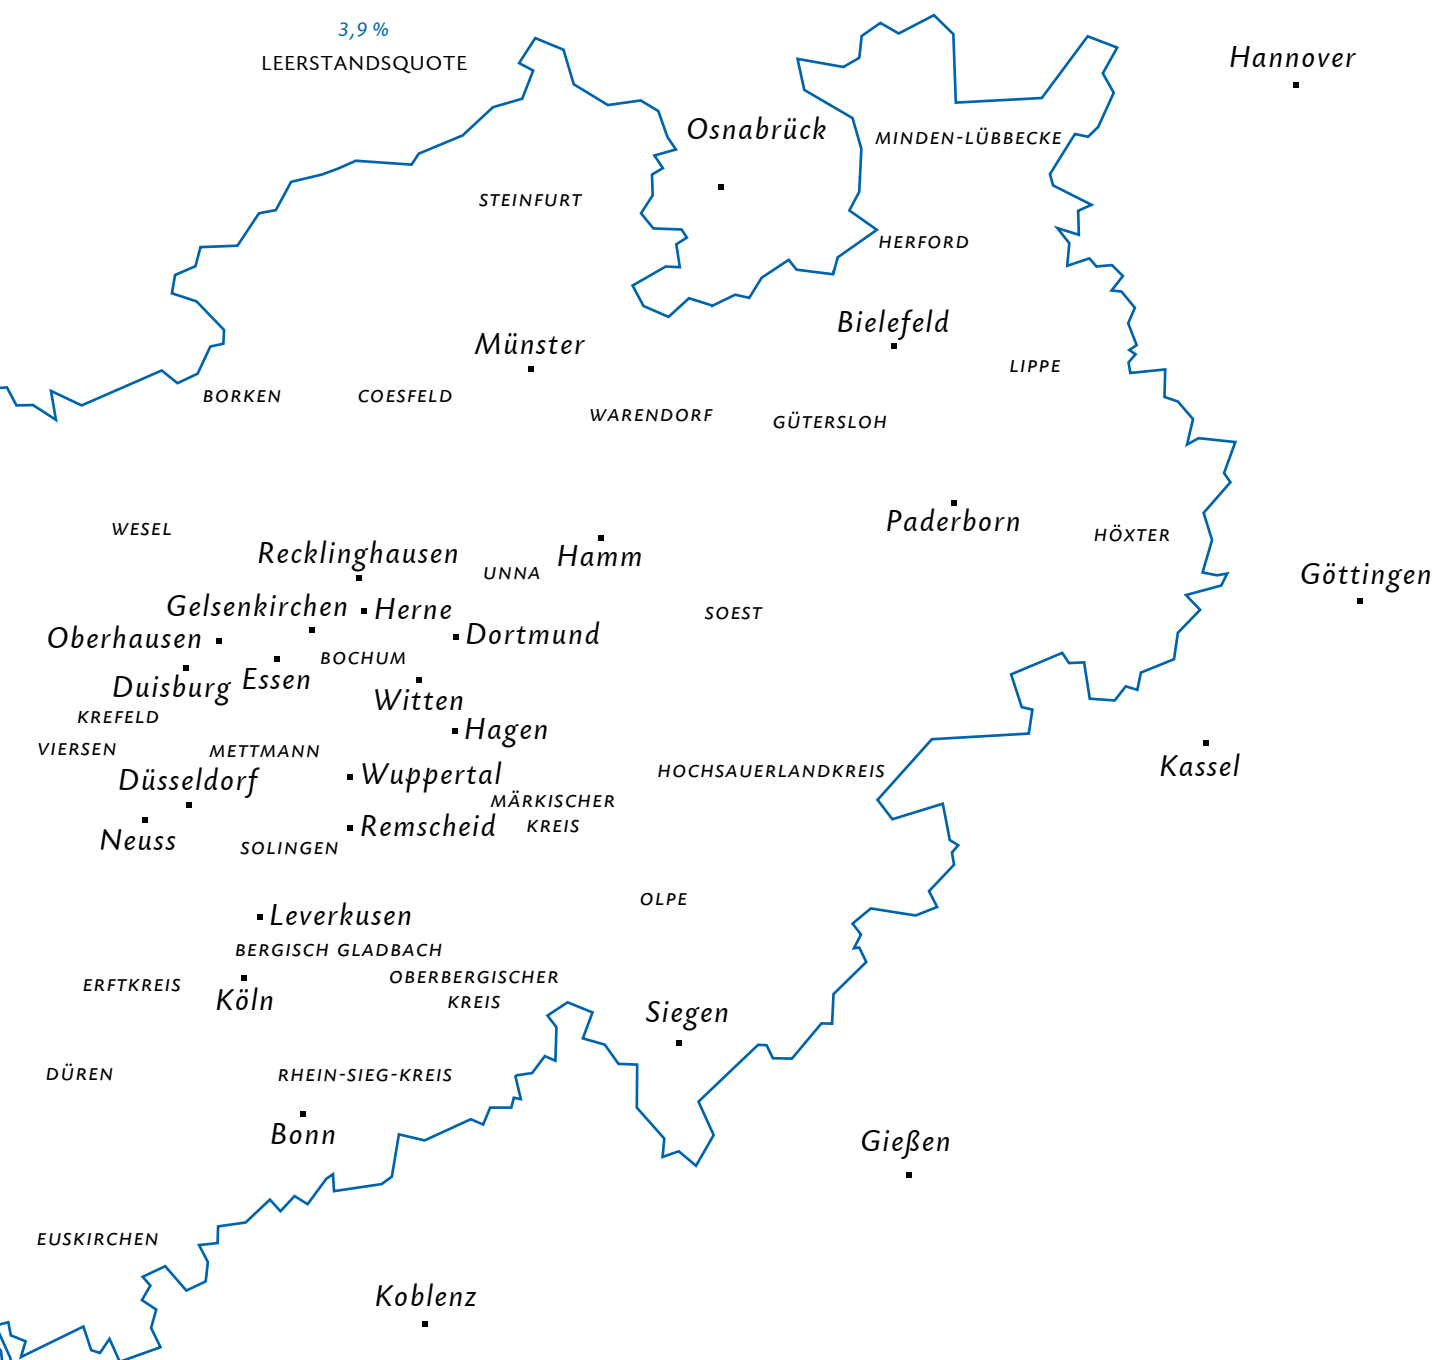 3,9 %
LEERSTANDSQUOTE
Hannover
Osnabrück
MINDEN-LÜBBECKE
STEINFURT
HERFORD
Bielefeld
Münster
LIPPE
BORKEN
COESFELD
WARENDORF
GÜTERSLOH
Paderborn
WESEL
HÖXTER
Recklinghausen
Hamm
UNNA
Göttingen
Gelsenkirchen
Herne
SOEST
Oberhausen
Dortmund
BOCHUM
Essen
Duisburg
Witten
KREFELD
Hagen
VIERSEN
METTMANN
Kassel
HOCHSAUERLANDKREIS
Wuppertal
Düsseldorf
MÄRKISCHER
KREIS
Remscheid
Neuss
SOLINGEN
OLPE
Leverkusen
BERGISCH GLADBACH
OBERBERGISCHER
KREIS
ERFTKREIS
Köln
Siegen
DÜREN
RHEIN-SIEG-KREIS
Bonn
Gießen
EUSKIRCHEN
Koblenz